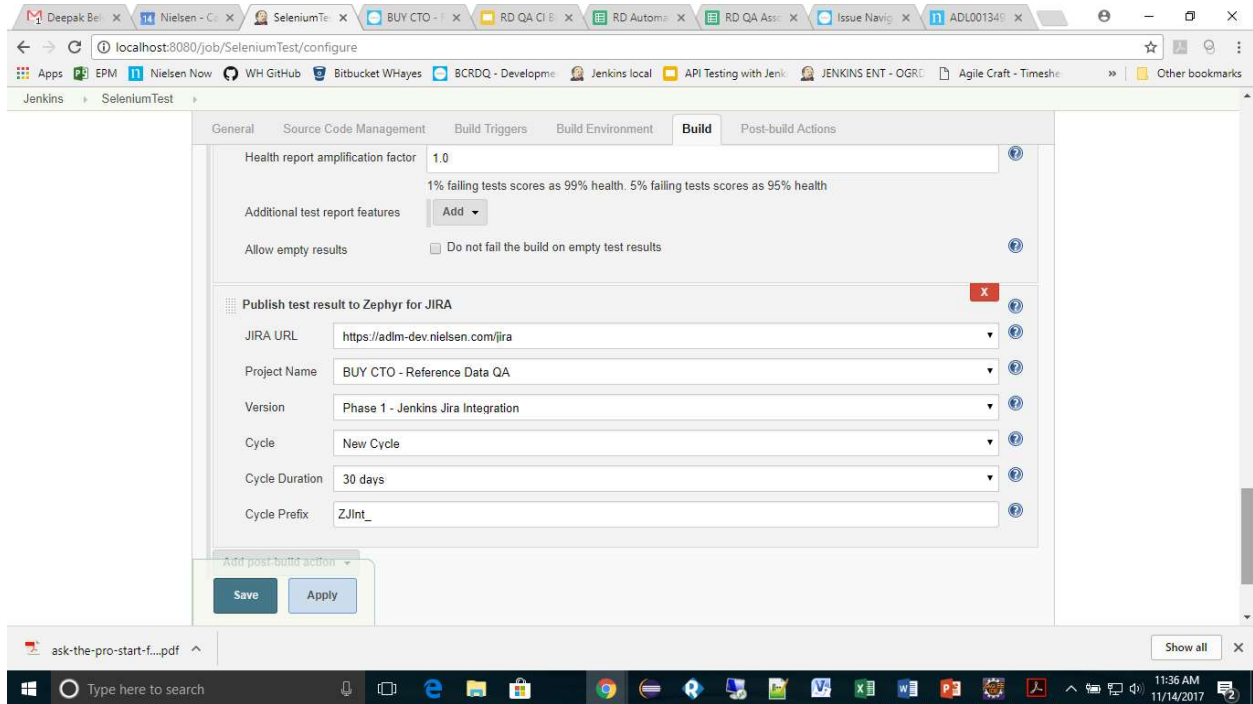 Deepak Bel
Nielsen - Ca
SeleniumTe
BUY CTO -
RD QA CI B
RD Automa
RD QA Asso
Issue Navig
ADL001349
localhost:8080/job/SeleniumTest/configure
Apps EPM Nielsen Now WH GitHub Bitbucket WHayes BCRDQ - Developme Jenkins local API Testing with Jenk JENKINS ENT - OGRD Agile Craft - Timeshe » Other bookmarks
Jenkins SeleniumTest
General Source Code Management Build Triggers Build Environment Build Post-build Actions
Health report amplification factor 1.0
1% failing tests scores as 99% health. 5% failing tests scores as 95% health
Additional test report features Add
Allow empty results Do not fail the build on empty test results
Publish test result to Zephyr for JIRA X
JIRA URL https://adlm-dev.nielsen.com/jira
Project Name BUY CTO - Reference Data QA
Version Phase 1 - Jenkins Jira Integration
Cycle New Cycle
Cycle Duration 30 days
Cycle Prefix ZJInt_
Add post-build action
Save Apply
ask-the-pro-start-f....pdf Show all
Type here to search
11:36 AM
11/14/2017